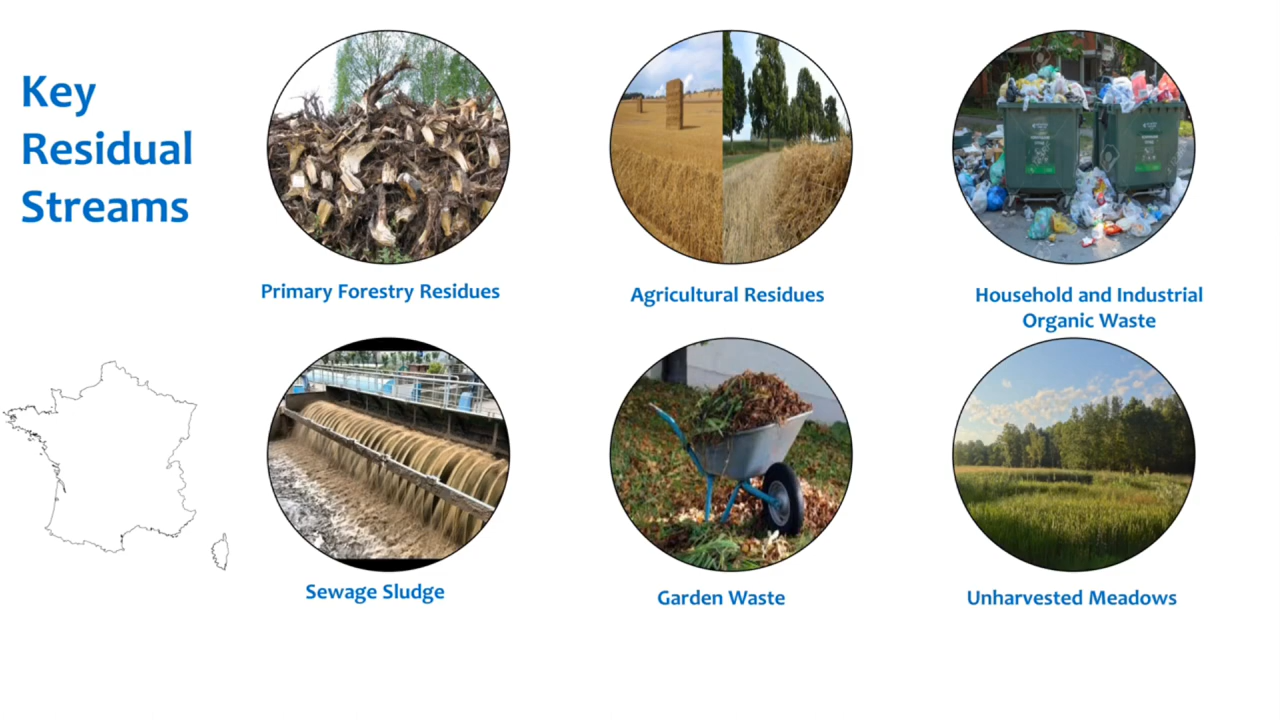 Key
Residual
Streams
Primary Forestry Residues
Agricultural Residues
Household and Industrial
Organic Waste
Sewage Sludge
Garden Waste
Unharvested Meadows